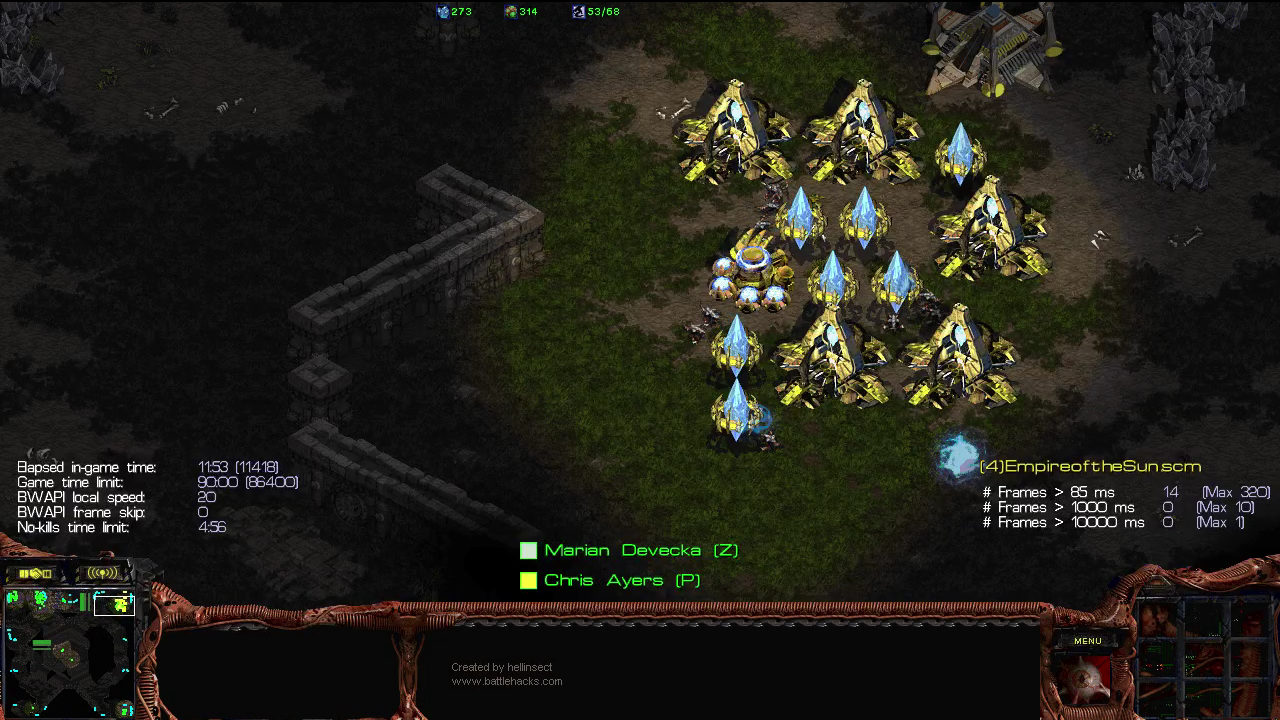 273 314 53/68
Elapsed in-game time: 11:53 (11418)
Game time limit: 90:00 (86400)
BWAPI local speed: 20
BWAPI frame skip: 0
No-kills time limit: 4:56
(4)EmpireoftheSun.scm
# Frames > 85 ms 14 (Max 320)
# Frames > 1000 ms 0 (Max 10)
# Frames > 10000 ms 0 (Max 1)
Marian Devecka (Z)
Chris Ayers (P)
MENU
Created by hellinsect
www.battlehacks.com